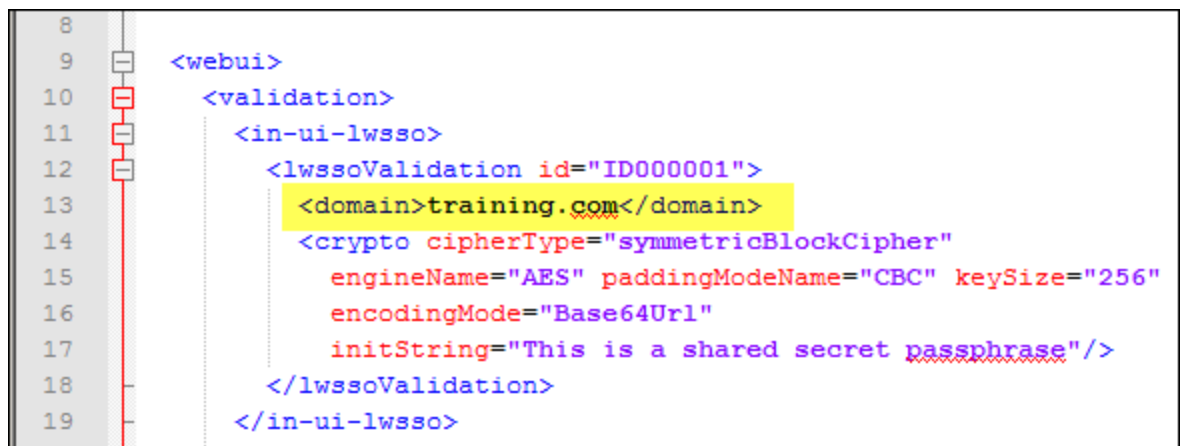 8
9 <webui>
10 <validation>
11 <in-ui-lwsso>
12 <lwssoValidation id="ID000001">
13 <domain>training.com</domain>
14 <crypto cipherType="symmetricBlockCipher"
15 engineName="AES" paddingModeName="CBC" keySize="256"
16 encodingMode="Base64Url"
17 initString="This is a shared secret passphrase"/>
18 </lwssoValidation>
19 </in-ui-lwsso>